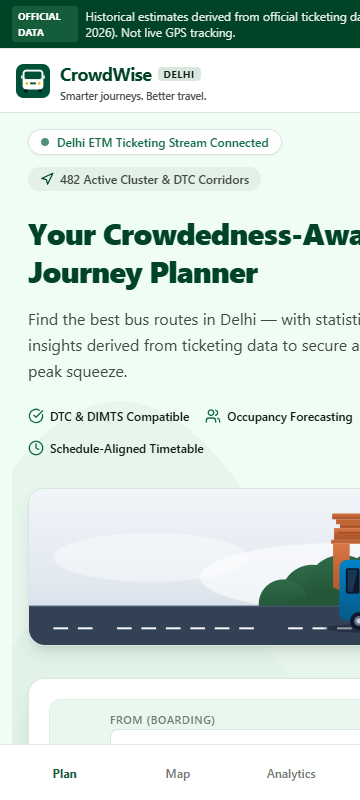 OFFICIAL
DATA
Historical estimates derived from official ticketing
2026). Not live GPS tracking.
CrowdWise DELHI
Smarter journeys. Better travel.
Delhi ETM Ticketing Stream Connected
482 Active Cluster & DTC Corridors
Your Crowdedness-
Journey Planner
Find the best bus routes in Delhi — with
insights derived from ticketing data to secure a
peak squeeze.
DTC & DIMTS Compatible Occupancy Forecasting
Schedule-Aligned Timetable
FROM (BOARDING)
Plan Map Analytics